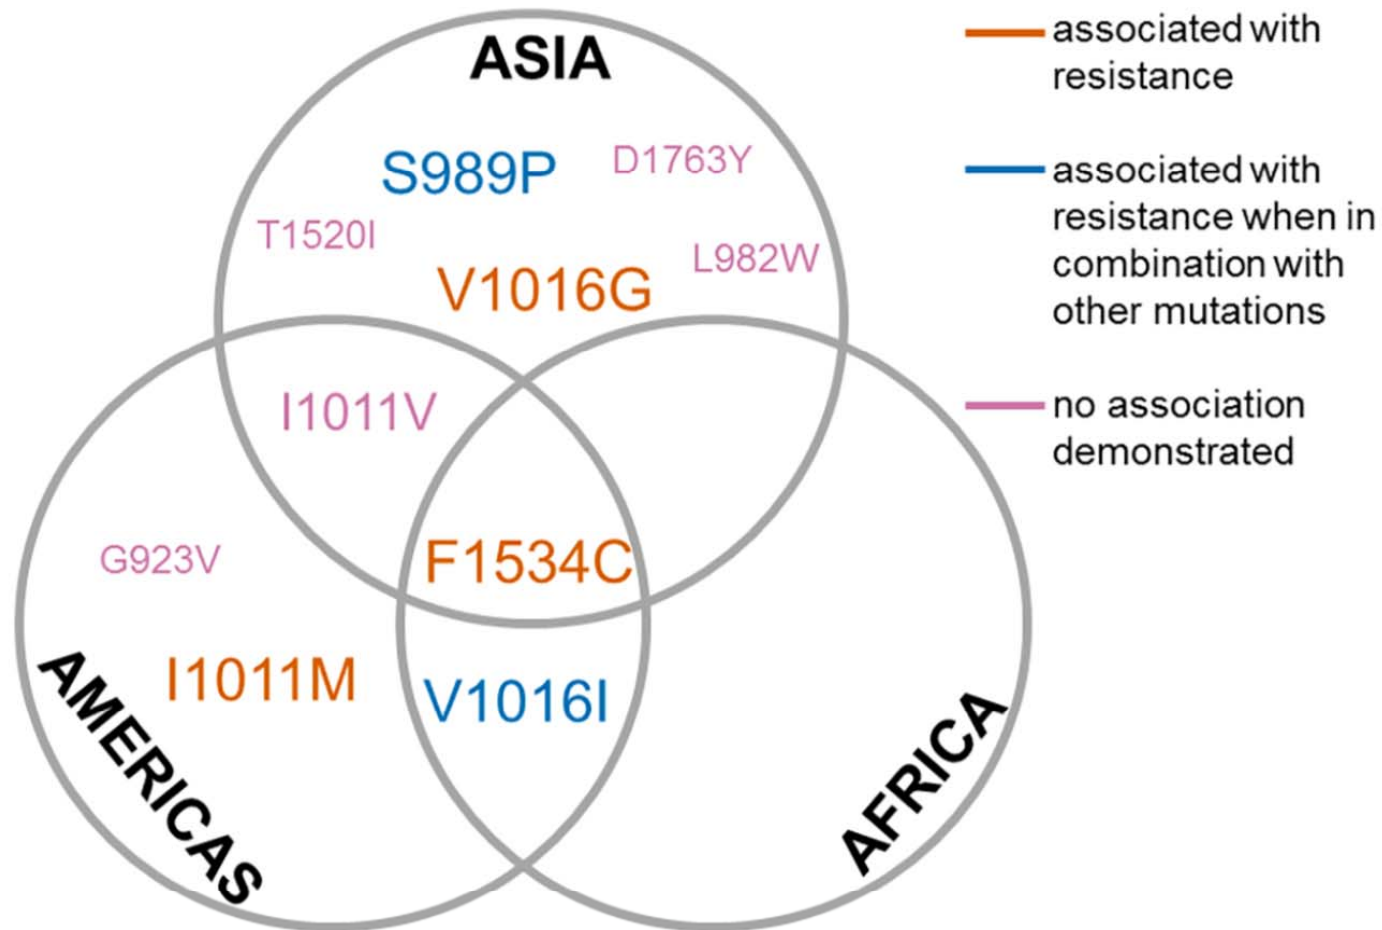 ASIA
S989P
D1763Y
T1520I
L982W
V1016G
I1011V
F1534C
G923V
I1011M
V1016I
AMERICAS
AFRICA
associated with
resistance
associated with
resistance when in
combination with
other mutations
no association
demonstrated